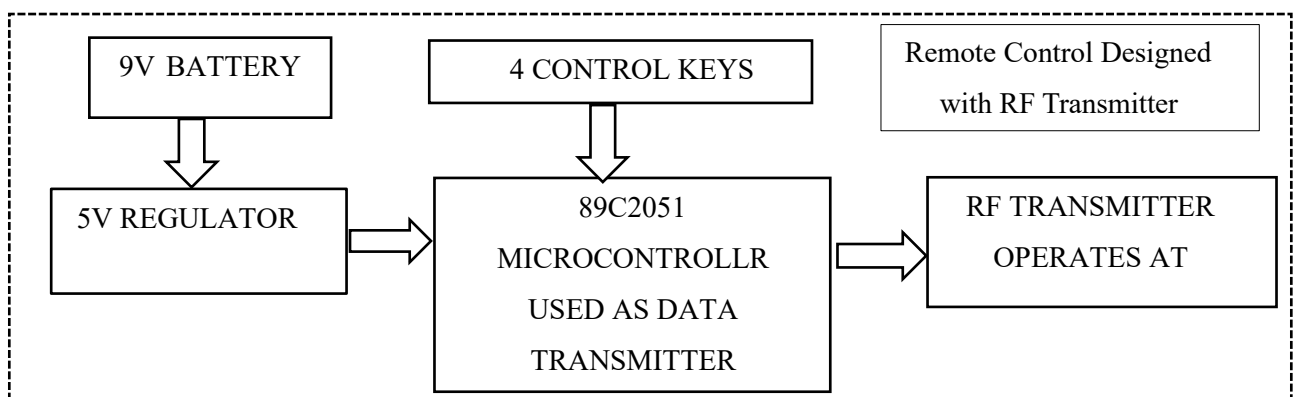 9V BATTERY
4 CONTROL KEYS
Remote Control Designed
with RF Transmitter
5V REGULATOR
89C2051
MICROCONTROLLR
USED AS DATA
TRANSMITTER
RF TRANSMITTER
OPERATES AT